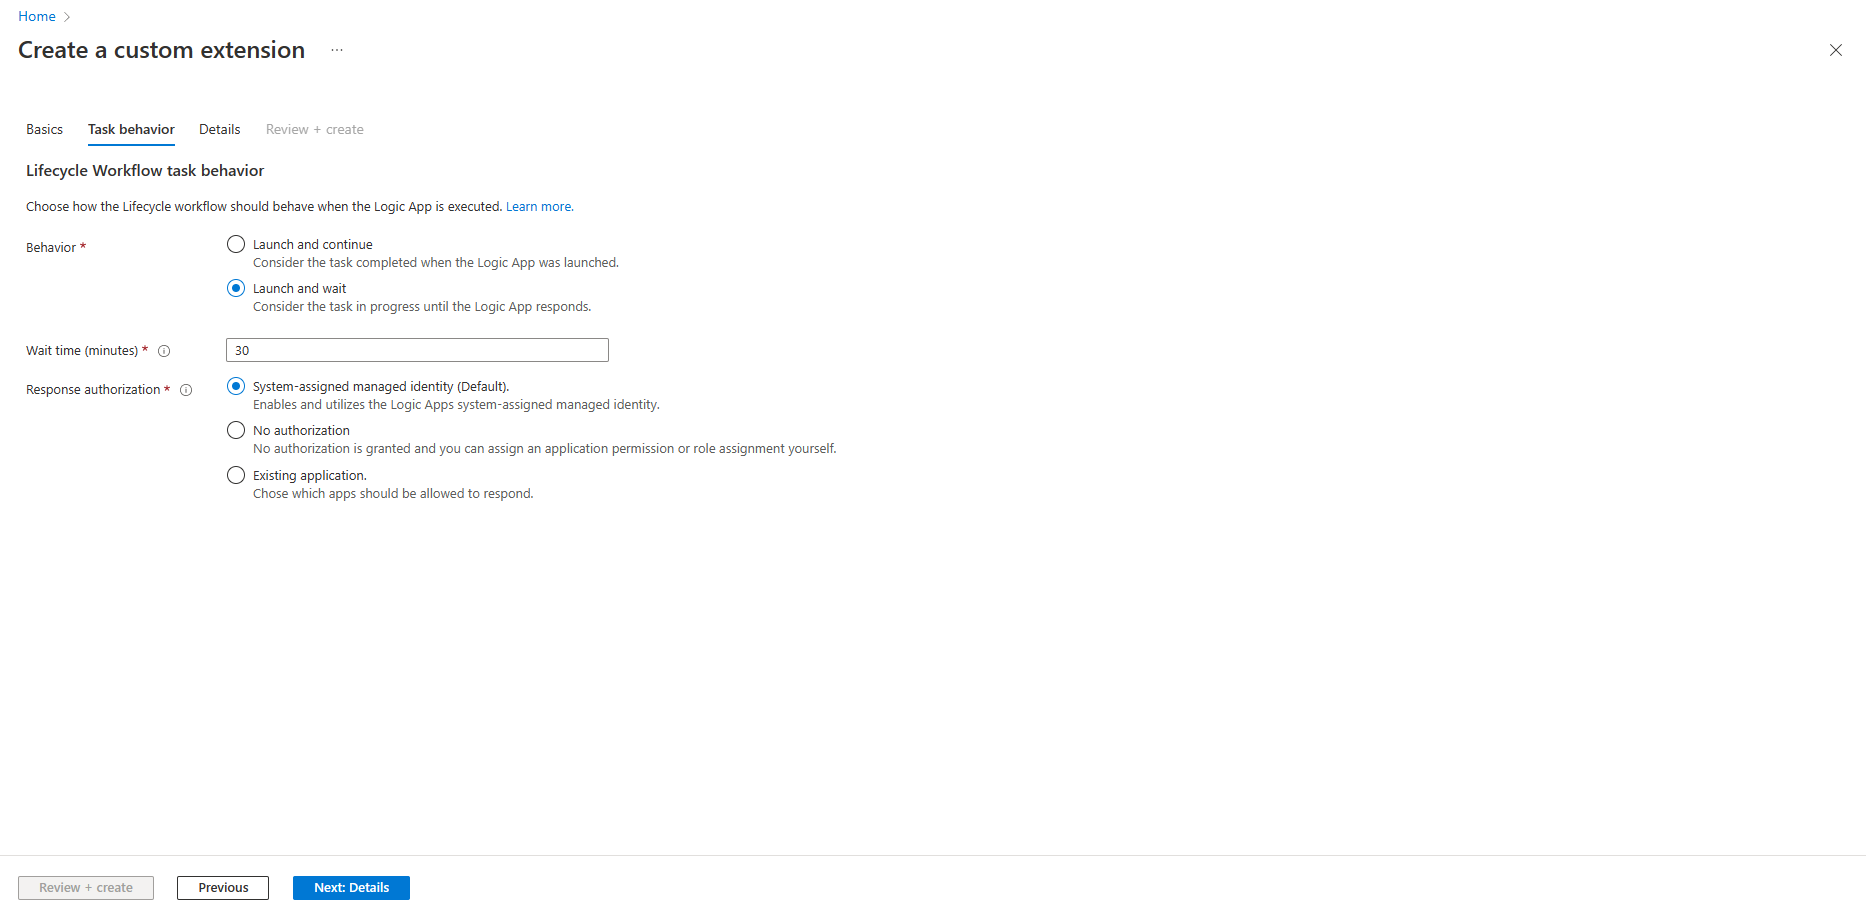 Home
Create a custom extension ...
Basics Task behavior Details Review + create
Lifecycle Workflow task behavior
Choose how the Lifecycle workflow should behave when the Logic App is executed. Learn more.
Behavior *
Launch and continue
Consider the task completed when the Logic App was launched.
Launch and wait
Consider the task in progress until the Logic App responds.
Wait time (minutes) * 30
Response authorization *
System-assigned managed identity (Default).
Enables and utilizes the Logic Apps system-assigned managed identity.
No authorization
No authorization is granted and you can assign an application permission or role assignment yourself.
Existing application.
Chose which apps should be allowed to respond.
Review + create Previous Next: Details